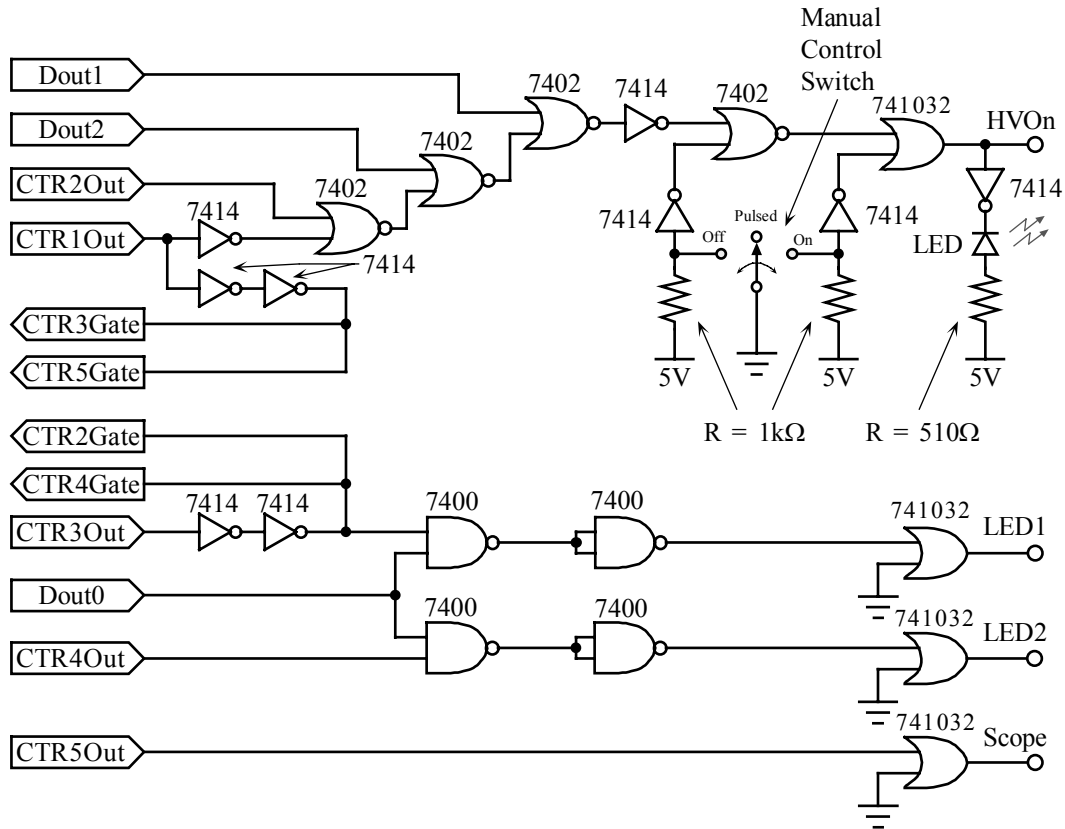 Manual
Control
Switch
Dout1
7402
7414
7402
741032
HVOn
Dout2
7402
CTR2Out
7402
7414
7414
Pulsed
7414
7414
CTR1Out
Off
On
LED
7414
CTR3Gate
CTR5Gate
5V
5V
5V
R = 1kΩ
R = 510Ω
CTR2Gate
CTR4Gate
7414
7414
7400
7400
741032
LED1
CTR3Out
Dout0
7400
7400
741032
LED2
CTR4Out
741032
Scope
CTR5Out